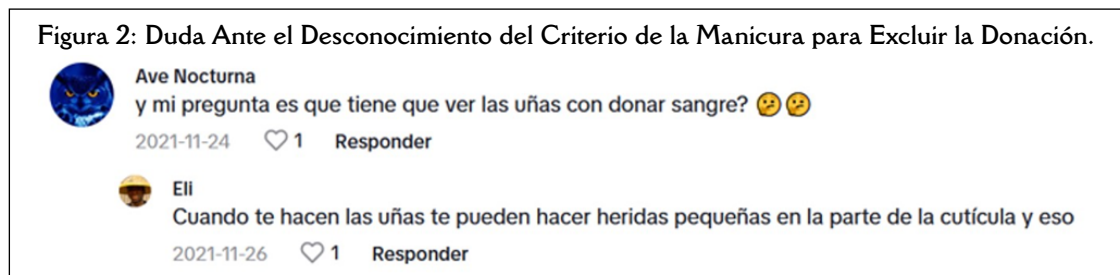 Figura 2: Duda Ante el Desconocimiento del Criterio de la Manicura para Excluir la Donación.
Ave Nocturna
y mi pregunta es que tiene que ver las uñas con donar sangre? 🤔🤔
2021-11-24 ♡ 1 Responder
Eli
Cuando te hacen las uñas te pueden hacer heridas pequeñas en la parte de la cutícula y eso
2021-11-26 ♡ 1 Responder